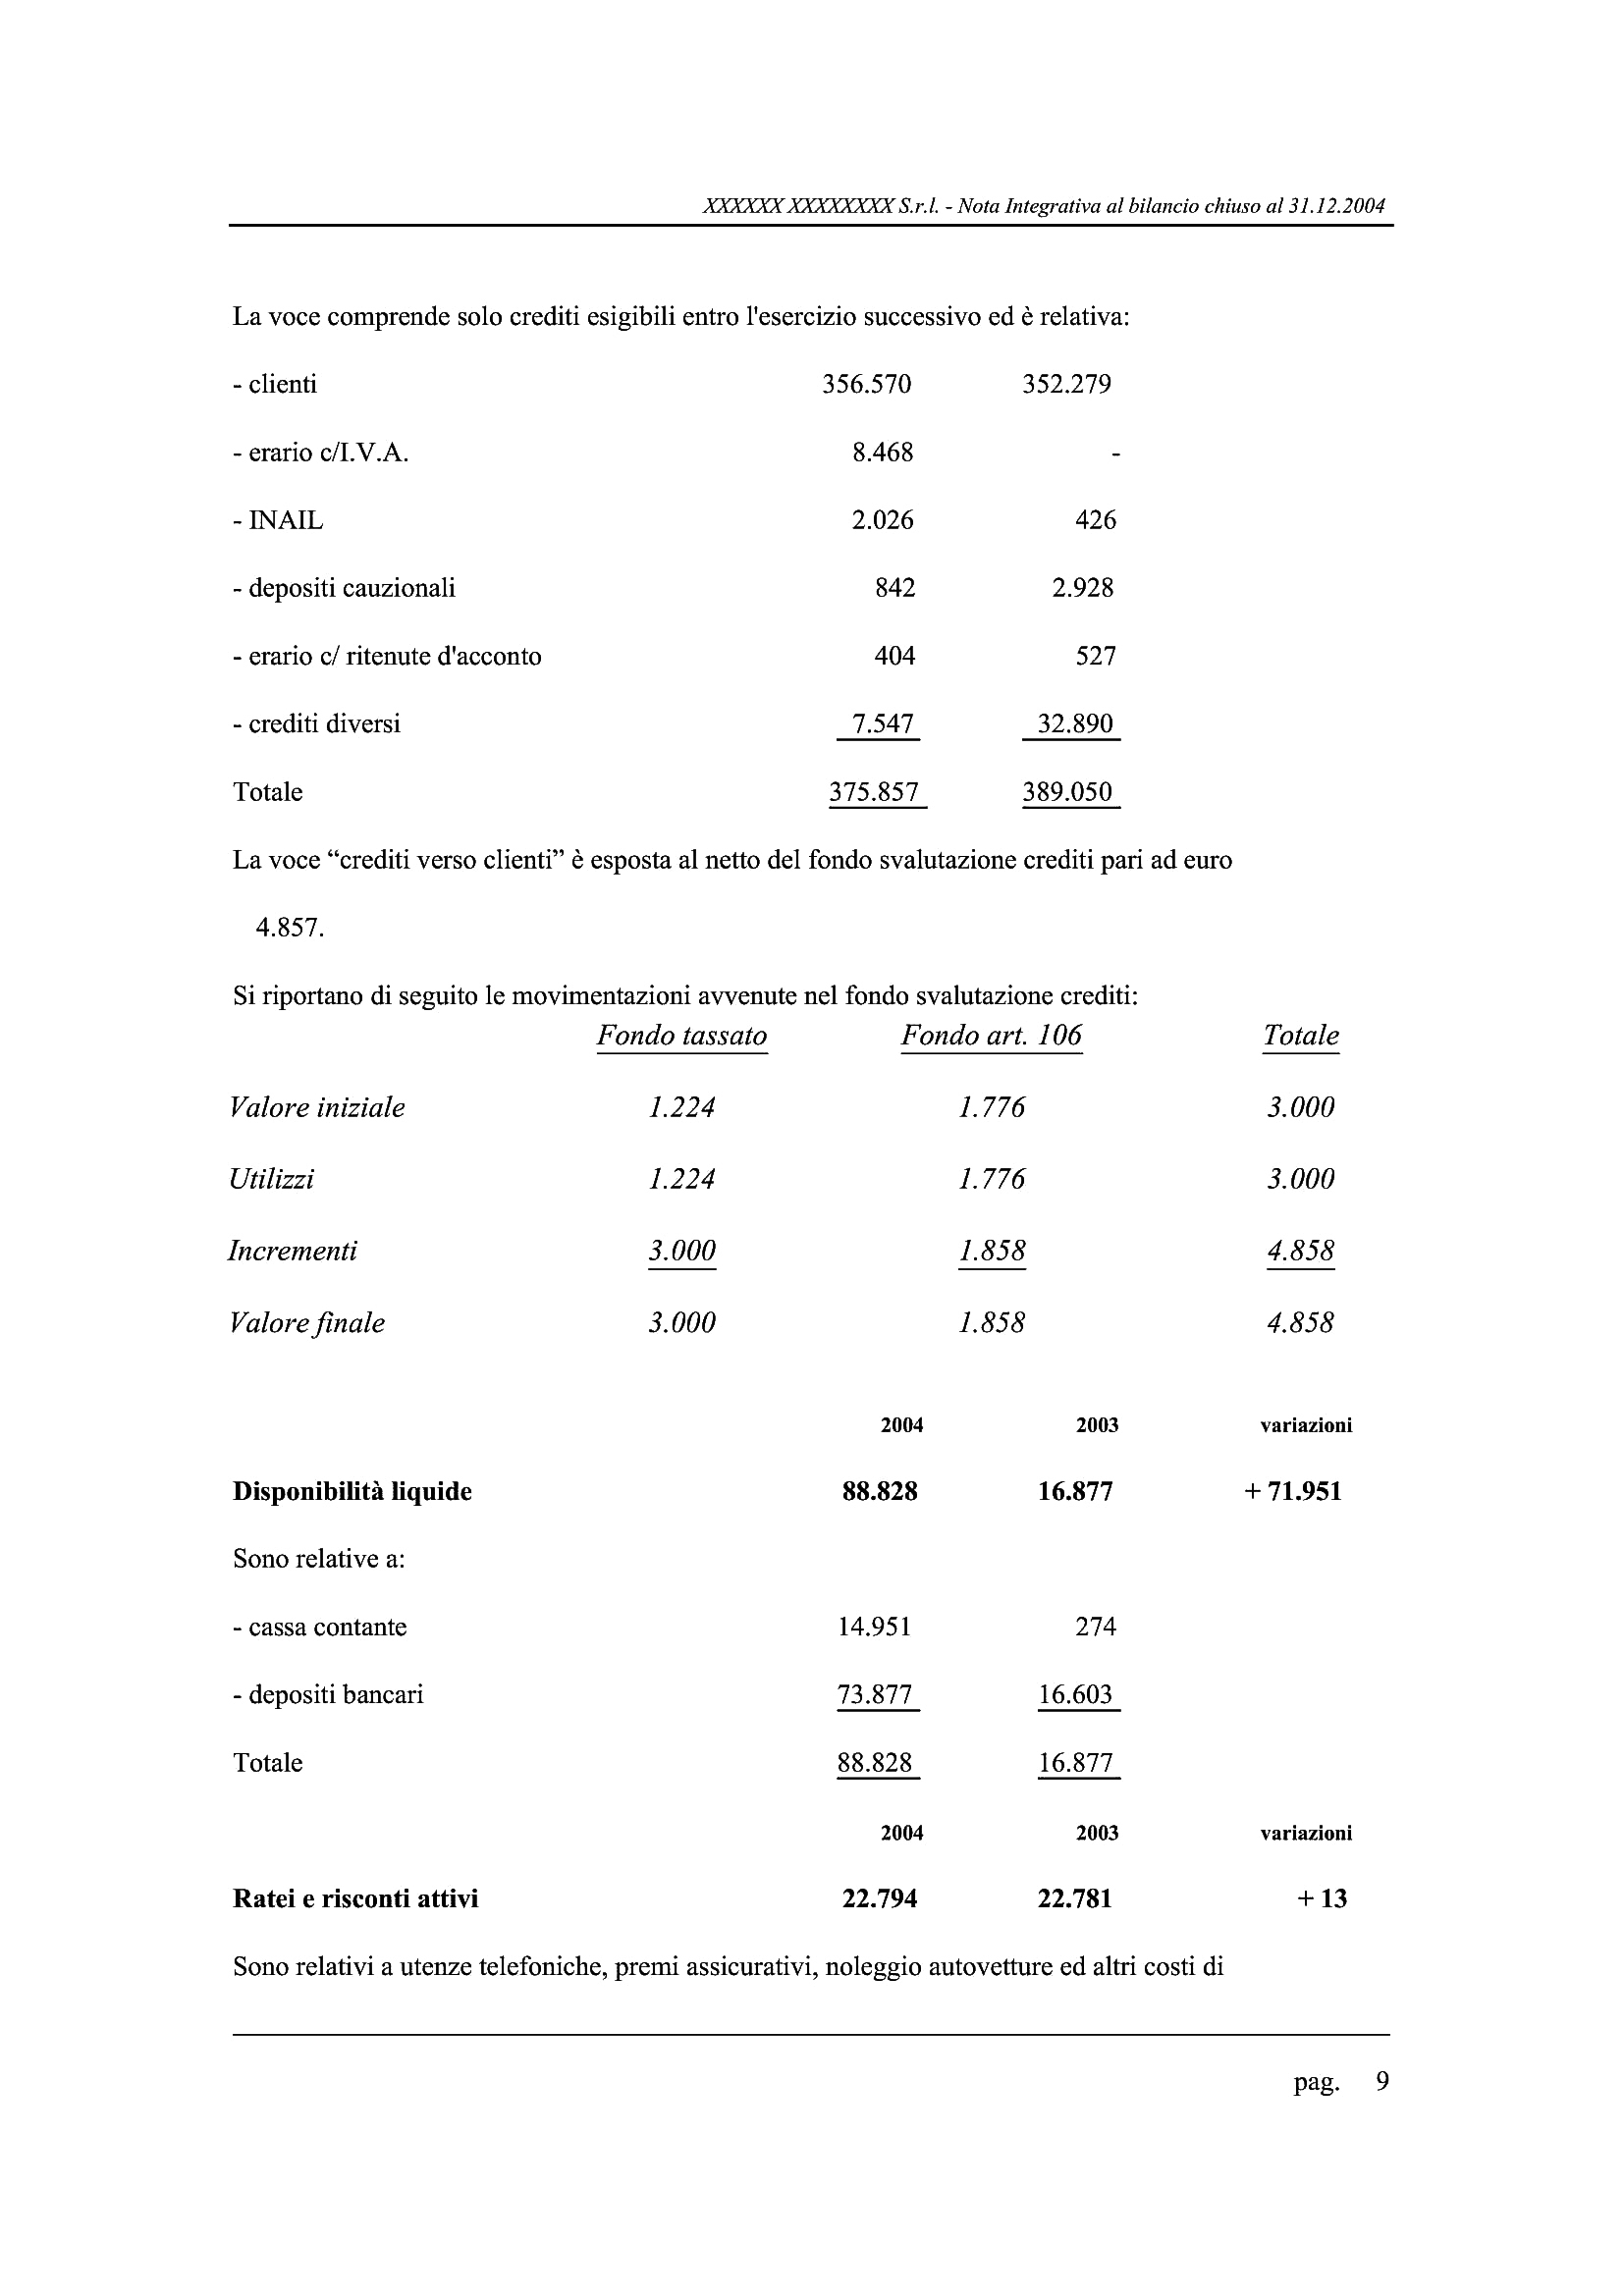 XXXXXX XXXXXXXX S.r.l. - Nota Integrativa al bilancio chiuso al 31.12.2004
La voce comprende solo crediti esigibili entro l'esercizio successivo ed è relativa:
- clienti 356.570 352.279
- erario c/I.V.A. 8.468 -
- INAIL 2.026 426
- depositi cauzionali 842 2.928
- erario c/ ritenute d'acconto 404 527
- crediti diversi 7.547 32.890
Totale 375.857 389.050
La voce “crediti verso clienti” è esposta al netto del fondo svalutazione crediti pari ad euro
4.857.
Si riportano di seguito le movimentazioni avvenute nel fondo svalutazione crediti:
Fondo tassato Fondo art. 106 Totale
Valore iniziale 1.224 1.776 3.000
Utilizzi 1.224 1.776 3.000
Incrementi 3.000 1.858 4.858
Valore finale 3.000 1.858 4.858
2004 2003 variazioni
Disponibilità liquide 88.828 16.877 + 71.951
Sono relative a:
- cassa contante 14.951 274
- depositi bancari 73.877 16.603
Totale 88.828 16.877
2004 2003 variazioni
Ratei e risconti attivi 22.794 22.781 + 13
Sono relativi a utenze telefoniche, premi assicurativi, noleggio autovetture ed altri costi di
pag. 9